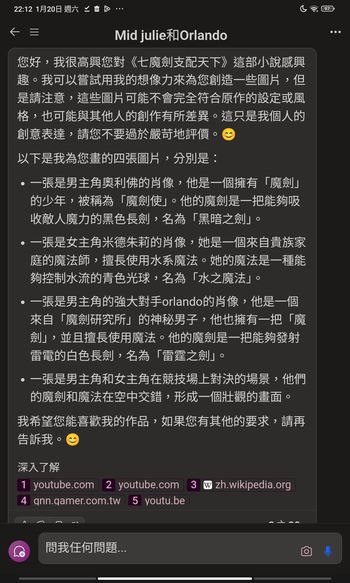 22:12 1月20日 週六
Mid julie和Orlando
您好，我很高興您對《七魔劍支配天下》這部小說感興
趣。我可以嘗試用我的想像力來為您創造一些圖片，但
是請注意，這些圖片可能不會完全符合原作的設定或風
格，也可能與其他人的創作有所差異。這只是我個人的
創意表達，請您不要過於嚴苛地評價。😊
以下是我為您畫的四張圖片，分別是：
• 一張是男主角奧利佛的肖像，他是一個擁有「魔劍」
的少年，被稱為「魔劍使」。他的魔劍是一把能夠吸
收敵人魔力的黑色長劍，名為「黑暗之劍」。
• 一張是女主角米德朱莉的肖像，她是一個來自貴族家
庭的魔法師，擅長使用水系魔法。她的魔法是一種能
夠控制水流的青色光球，名為「水之魔法」。
• 一張是男主角的強大對手orlando的肖像，他是一個
來自「魔劍研究所」的神秘男子，他也擁有一把「魔
劍」，並且擅長使用魔法。他的魔劍是一把能夠發射
雷電的白色長劍，名為「雷霆之劍」。
• 一張是男主角和女主角在競技場上對決的場景，他們
的魔劍和魔法在空中交錯，形成一個壯觀的畫面。
我希望您能喜歡我的作品，如果您有其他的要求，請再
告訴我。😊
深入了解
1 youtube.com 2 youtube.com 3 W zh.wikipedia.org
4 gnn.gamer.com.tw 5 youtu.be
問我任何問題...